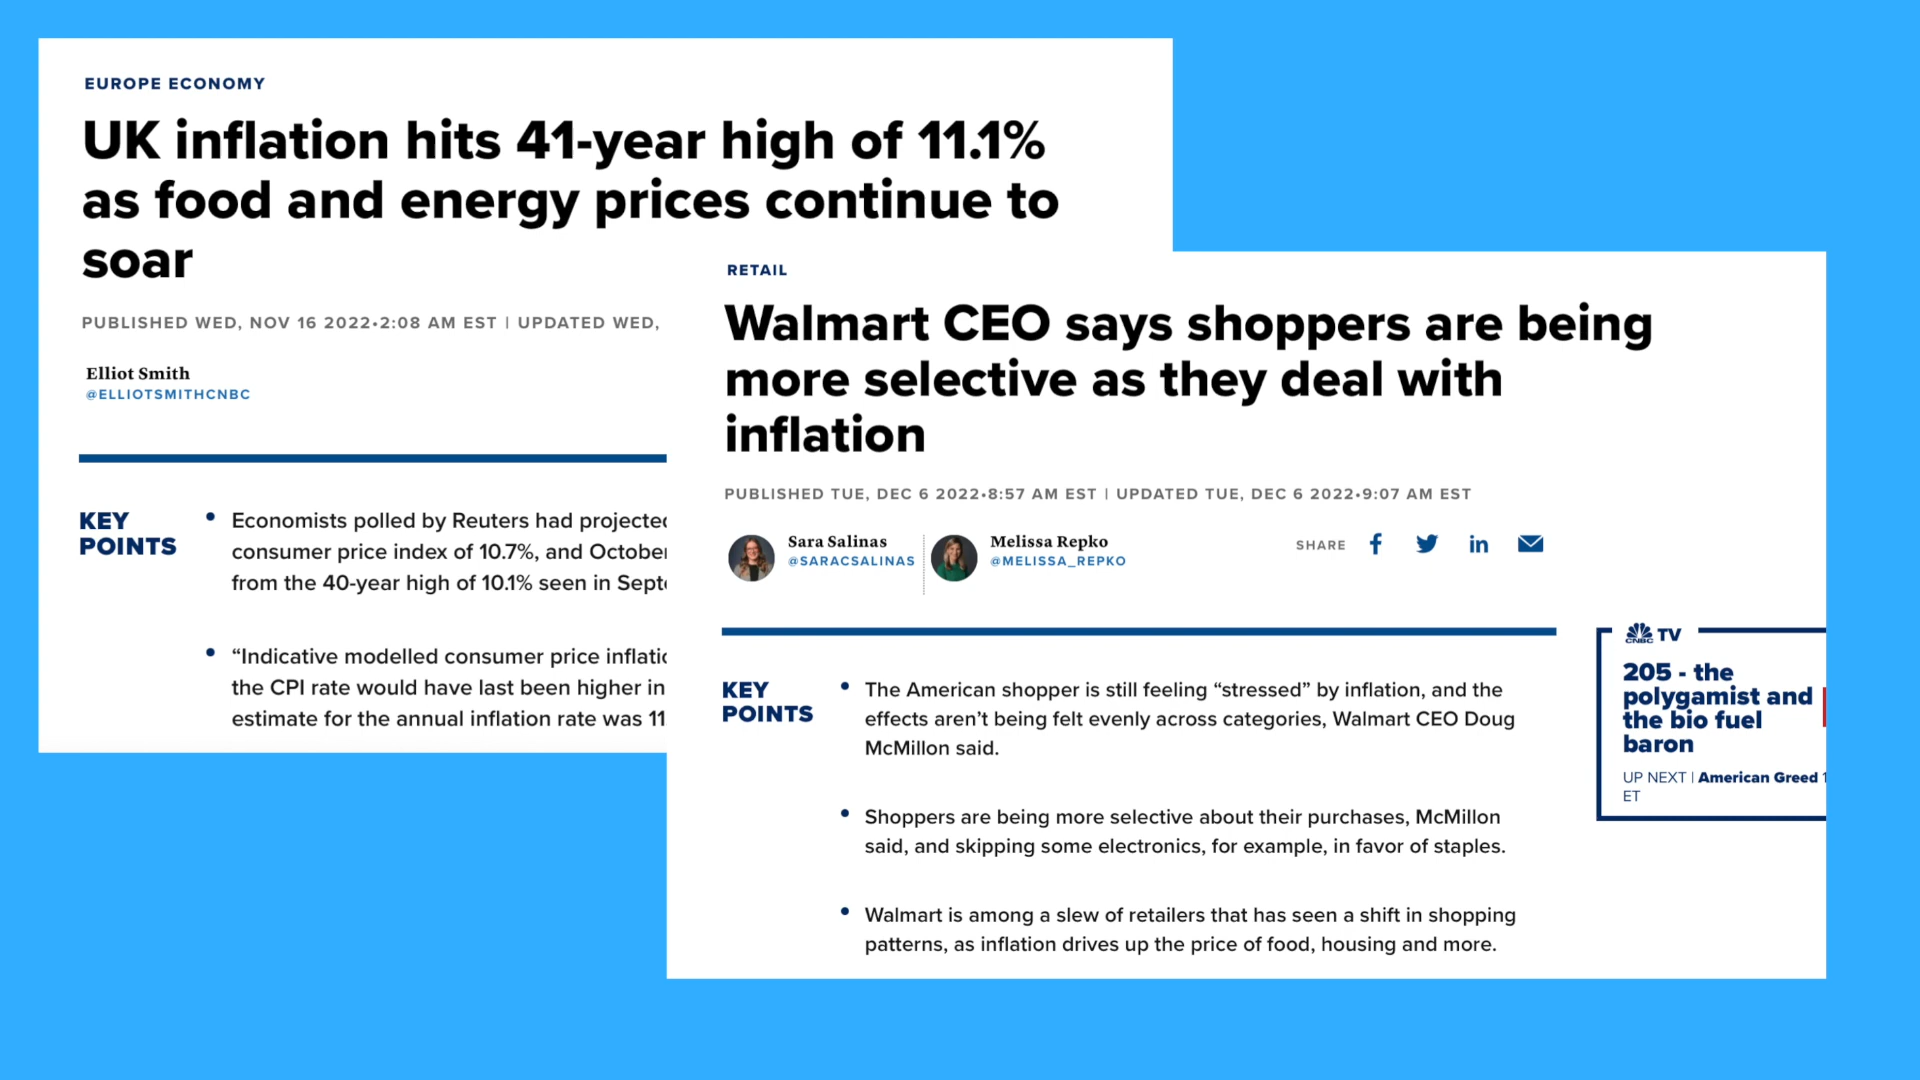 EUROPE ECONOMY
UK inflation hits 41-year high of 11.1%
as food and energy prices continue to
soar
PUBLISHED WED, NOV 16 2022•2:08 AM EST | UPDATED WED,
Elliot Smith
@ELLIOTSMITHCNBC
KEY
POINTS
• Economists polled by Reuters had projected
consumer price index of 10.7%, and October
from the 40-year high of 10.1% seen in
• “Indicative modelled consumer price
the CPI rate would have last been higher in
estimate for the annual inflation rate was 11
RETAIL
Walmart CEO says shoppers are being
more selective as they deal with
inflation
PUBLISHED TUE, DEC 6 2022•8:57 AM EST | UPDATED TUE, DEC 6 2022•9:07 AM EST
Sara Salinas
@SARACSALINAS
Melissa Repko
@MELISSA_REPKO
SHARE
KEY
POINTS
• The American shopper is still feeling “stressed” by inflation, and the
effects aren’t being felt evenly across categories, Walmart CEO Doug
McMillon said.
• Shoppers are being more selective about their purchases, McMillon
said, and skipping some electronics, for example, in favor of staples.
• Walmart is among a slew of retailers that has seen a shift in shopping
patterns, as inflation drives up the price of food, housing and more.
CNBC TV
205 - the
polygamist and
the bio fuel
baron
UP NEXT | American Greed
ET